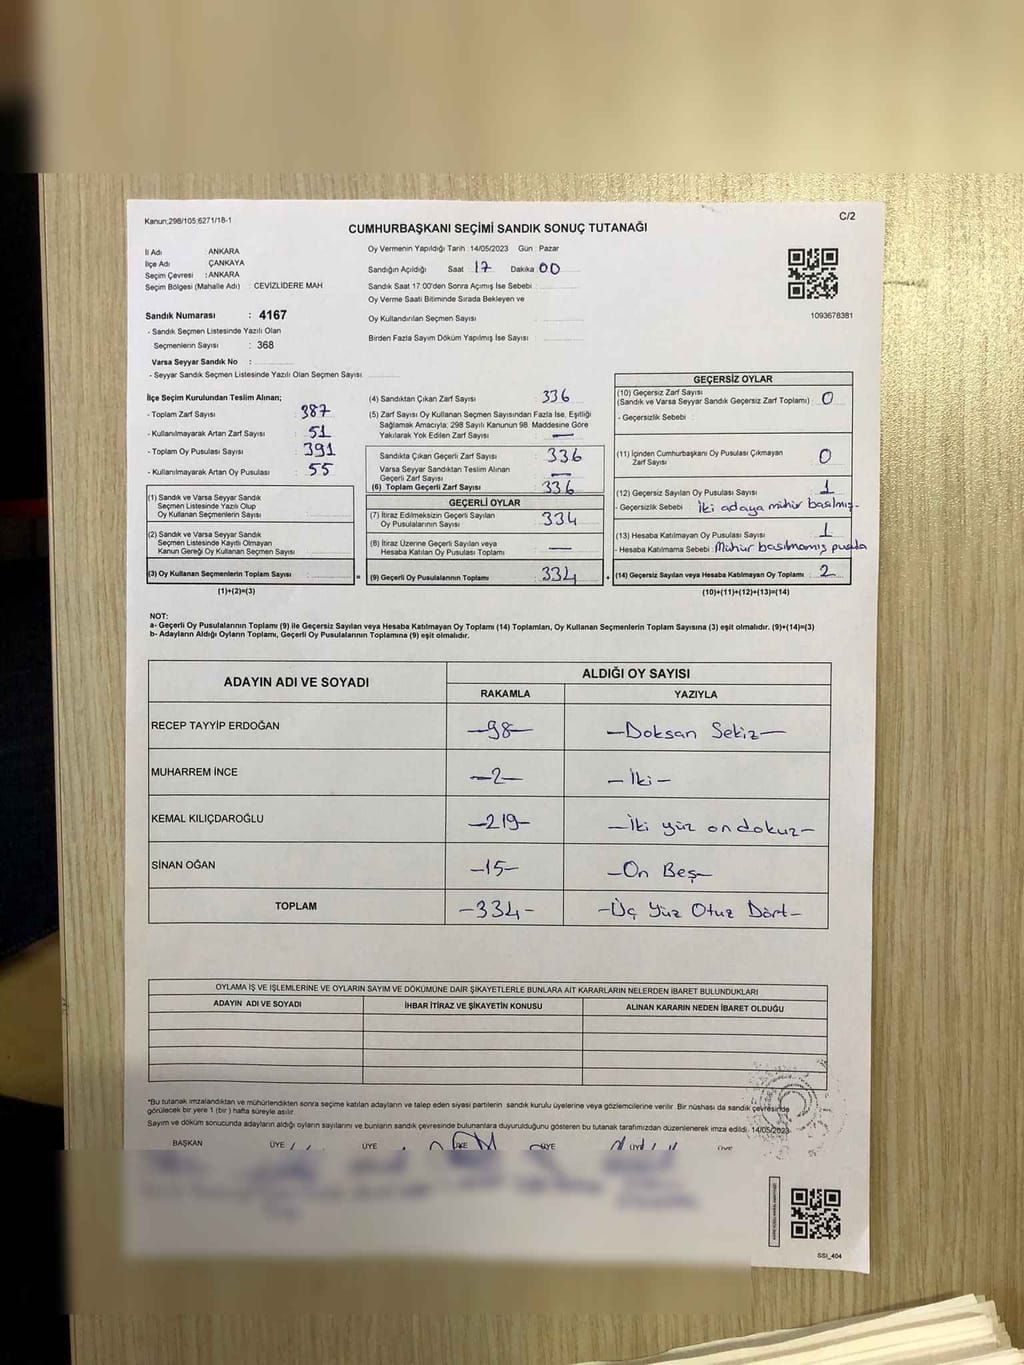 Kanun;298/105;6271/18-1
C/2
CUMHURBAŞKANI SEÇİMİ SANDIK SONUÇ TUTANAĞI
İl Adı : ANKARA
İlçe Adı : ÇANKAYA
Seçim Çevresi : ANKARA
Seçim Bölgesi (Mahalle Adı) : CEVİZLİDERE MAH.
Oy Vermenin Yapıldığı Tarih :14/05/2023 Gün : Pazar
Sandığın Açıldığı Saat 17 Dakika 00
Sandık Saat 17:00'den Sonra Açımış İse Sebebi :
Oy Verme Saati Bitiminde Sırada Bekleyen ve
Oy Kullandırılan Seçmen Sayısı :
Birden Fazla Sayım Döküm Yapılmış İse Sayısı :
1093678381
Sandık Numarası : 4167
- Sandık Seçmen Listesinde Yazılı Olan
Seçmenlerin Sayısı : 368
Varsa Seyyar Sandık No :
- Seyyar Sandık Seçmen Listesinde Yazılı Olan Seçmen Sayısı:
İlçe Seçim Kurulundan Teslim Alınan;
- Toplam Zarf Sayısı : 387
- Kullanılmayarak Artan Zarf Sayısı : 51
- Toplam Oy Pusulası Sayısı : 391
- Kullanılmayarak Artan Oy Pusulası : 55
(1) Sandık ve Varsa Seyyar Sandık
Seçmen Listesinde Yazılı Olup
Oy Kullanan Seçmenlerin Sayısı :
(2) Sandık ve Varsa Seyyar Sandık
Seçmen Listesinde Kayıtlı Olmayan
Kanun Gereği Oy Kullanan Seçmen Sayısı :
(3) Oy Kullanan Seçmenlerin Toplam Sayısı :
(1)+(2)=(3)
(4) Sandıktan Çıkan Zarf Sayısı : 336
(5) Zarf Sayısı Oy Kullanan Seçmen Sayısından Fazla İse, Eşitliği
Sağlamak Amacıyla; 298 Sayılı Kanunun 98. Maddesine Göre
Yakılarak Yok Edilen Zarf Sayısı : —
Sandıkta Çıkan Geçerli Zarf Sayısı : 336
Varsa Seyyar Sandıktan Teslim Alınan
Geçerli Zarf Sayısı : —
(6) Toplam Geçerli Zarf Sayısı : 336
GEÇERLİ OYLAR
(7) İtiraz Edilmeksizin Geçerli Sayılan
Oy Pusulalarının Sayısı : 334
(8) İtiraz Üzerine Geçerli Sayılan veya
Hesaba Katılan Oy Pusulası Toplamı : —
= (9) Geçerli Oy Pusulalarının Toplamı : 334
GEÇERSİZ OYLAR
(10) Geçersiz Zarf Sayısı
(Sandık ve Varsa Seyyar Sandık Geçersiz Zarf Toplamı) : 0
- Geçersizlik Sebebi :
(11) İçinden Cumhurbaşkanı Oy Pusulası Çıkmayan
Zarf Sayısı : 0
(12) Geçersiz Sayılan Oy Pusulası Sayısı : 1
- Geçersizlik Sebebi : İki adaya mühür basılmış-
(13) Hesaba Katılmayan Oy Pusulası Sayısı : 1
- Hesaba Katılmama Sebebi : Mühür basılmamış pusula
+ (14) Geçersiz Sayılan veya Hesaba Katılmayan Oy Toplamı : 2
(10)+(11)+(12)+(13)=(14)
NOT:
a- Geçerli Oy Pusulalarının Toplamı (9) ile Geçersiz Sayılan veya Hesaba Katılmayan Oy Toplamı (14) Toplamları, Oy Kullanan Seçmenlerin Toplam Sayısına (3) eşit olmalıdır. (9)+(14)=(3)
b- Adayların Aldığı Oyların Toplamı, Geçerli Oy Pusulalarının Toplamına (9) eşit olmalıdır.
ADAYIN ADI VE SOYADI ALDIĞI OY SAYISI
RAKAMLA YAZIYLA
RECEP TAYYİP ERDOĞAN -98- -Doksan Sekiz-
MUHARREM İNCE -2- -İki-
KEMAL KILIÇDAROĞLU -219- -İki yüz ondokuz-
SİNAN OĞAN -15- -On Beş-
TOPLAM -334- -Üç Yüz Otuz Dört-
OYLAMA İŞ VE İŞLEMLERİNE VE OYLARIN SAYIM VE DÖKÜMÜNE DAİR ŞİKAYETLERLE BUNLARA AİT KARARLARIN NELERDEN İBARET BULUNDUKLARI
ADAYIN ADI VE SOYADI İHBAR İTİRAZ VE ŞİKAYETİN KONUSU ALINAN KARARIN NEDEN İBARET OLDUĞU
*Bu tutanak imzalandıktan ve mühürlendikten sonra seçime katılan adayların ve talep eden siyasi partilerin sandık kurulu üyelerine veya gözlemcilerine verilir. Bir nüshası da sandık çevresinde
görülecek bir yere 1 (bir ) hafta süreyle asılır.
Sayım ve döküm sonucunda adayların aldığı oyların sayılarını ve bunların sandık çevresinde bulunanlara duyurulduğunu gösteren bu tutanak tarafımızdan düzenlenerek imza edildi. 14/05/2023
BAŞKAN ÜYE ÜYE ÜYE ÜYE ÜYE ÜYE
SSI_404